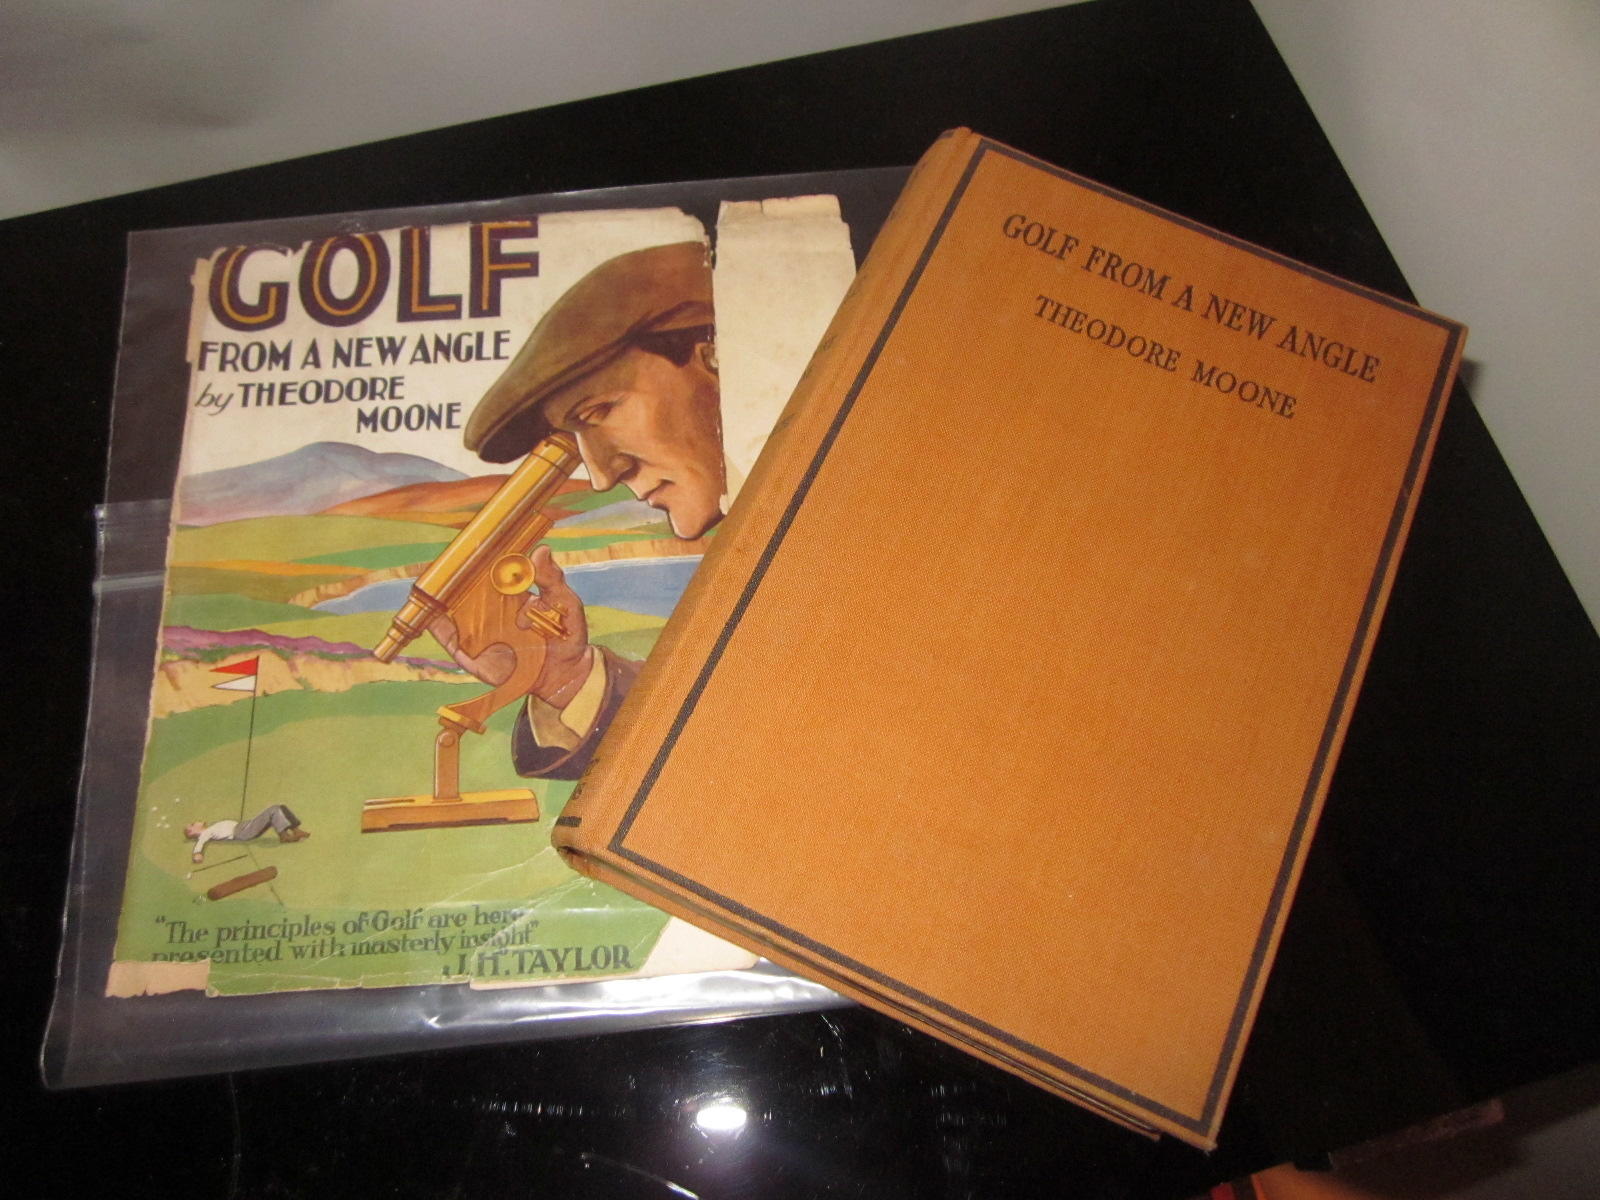 GOLF
FROM A NEW ANGLE
by THEODORE
MOONE
"The principles of Golf are here
presented with masterly insight"
J.H. TAYLOR
GOLF FROM A NEW ANGLE
THEODORE MOONE